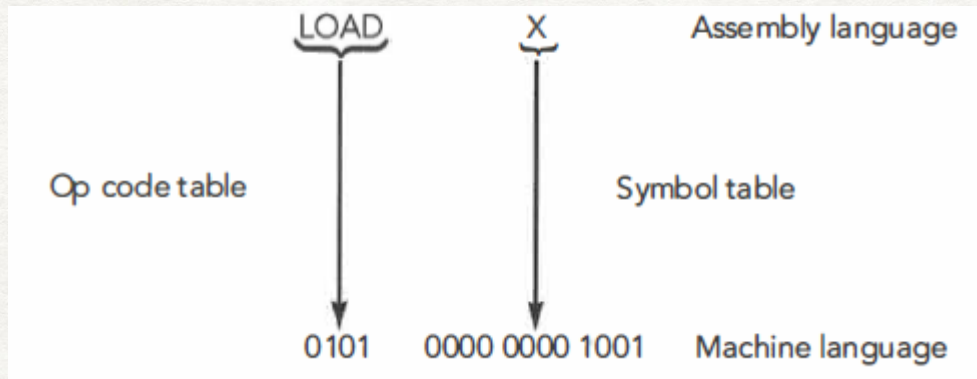 LOAD X Assembly language
Op code table Symbol table
0101 0000 0000 1001 Machine language